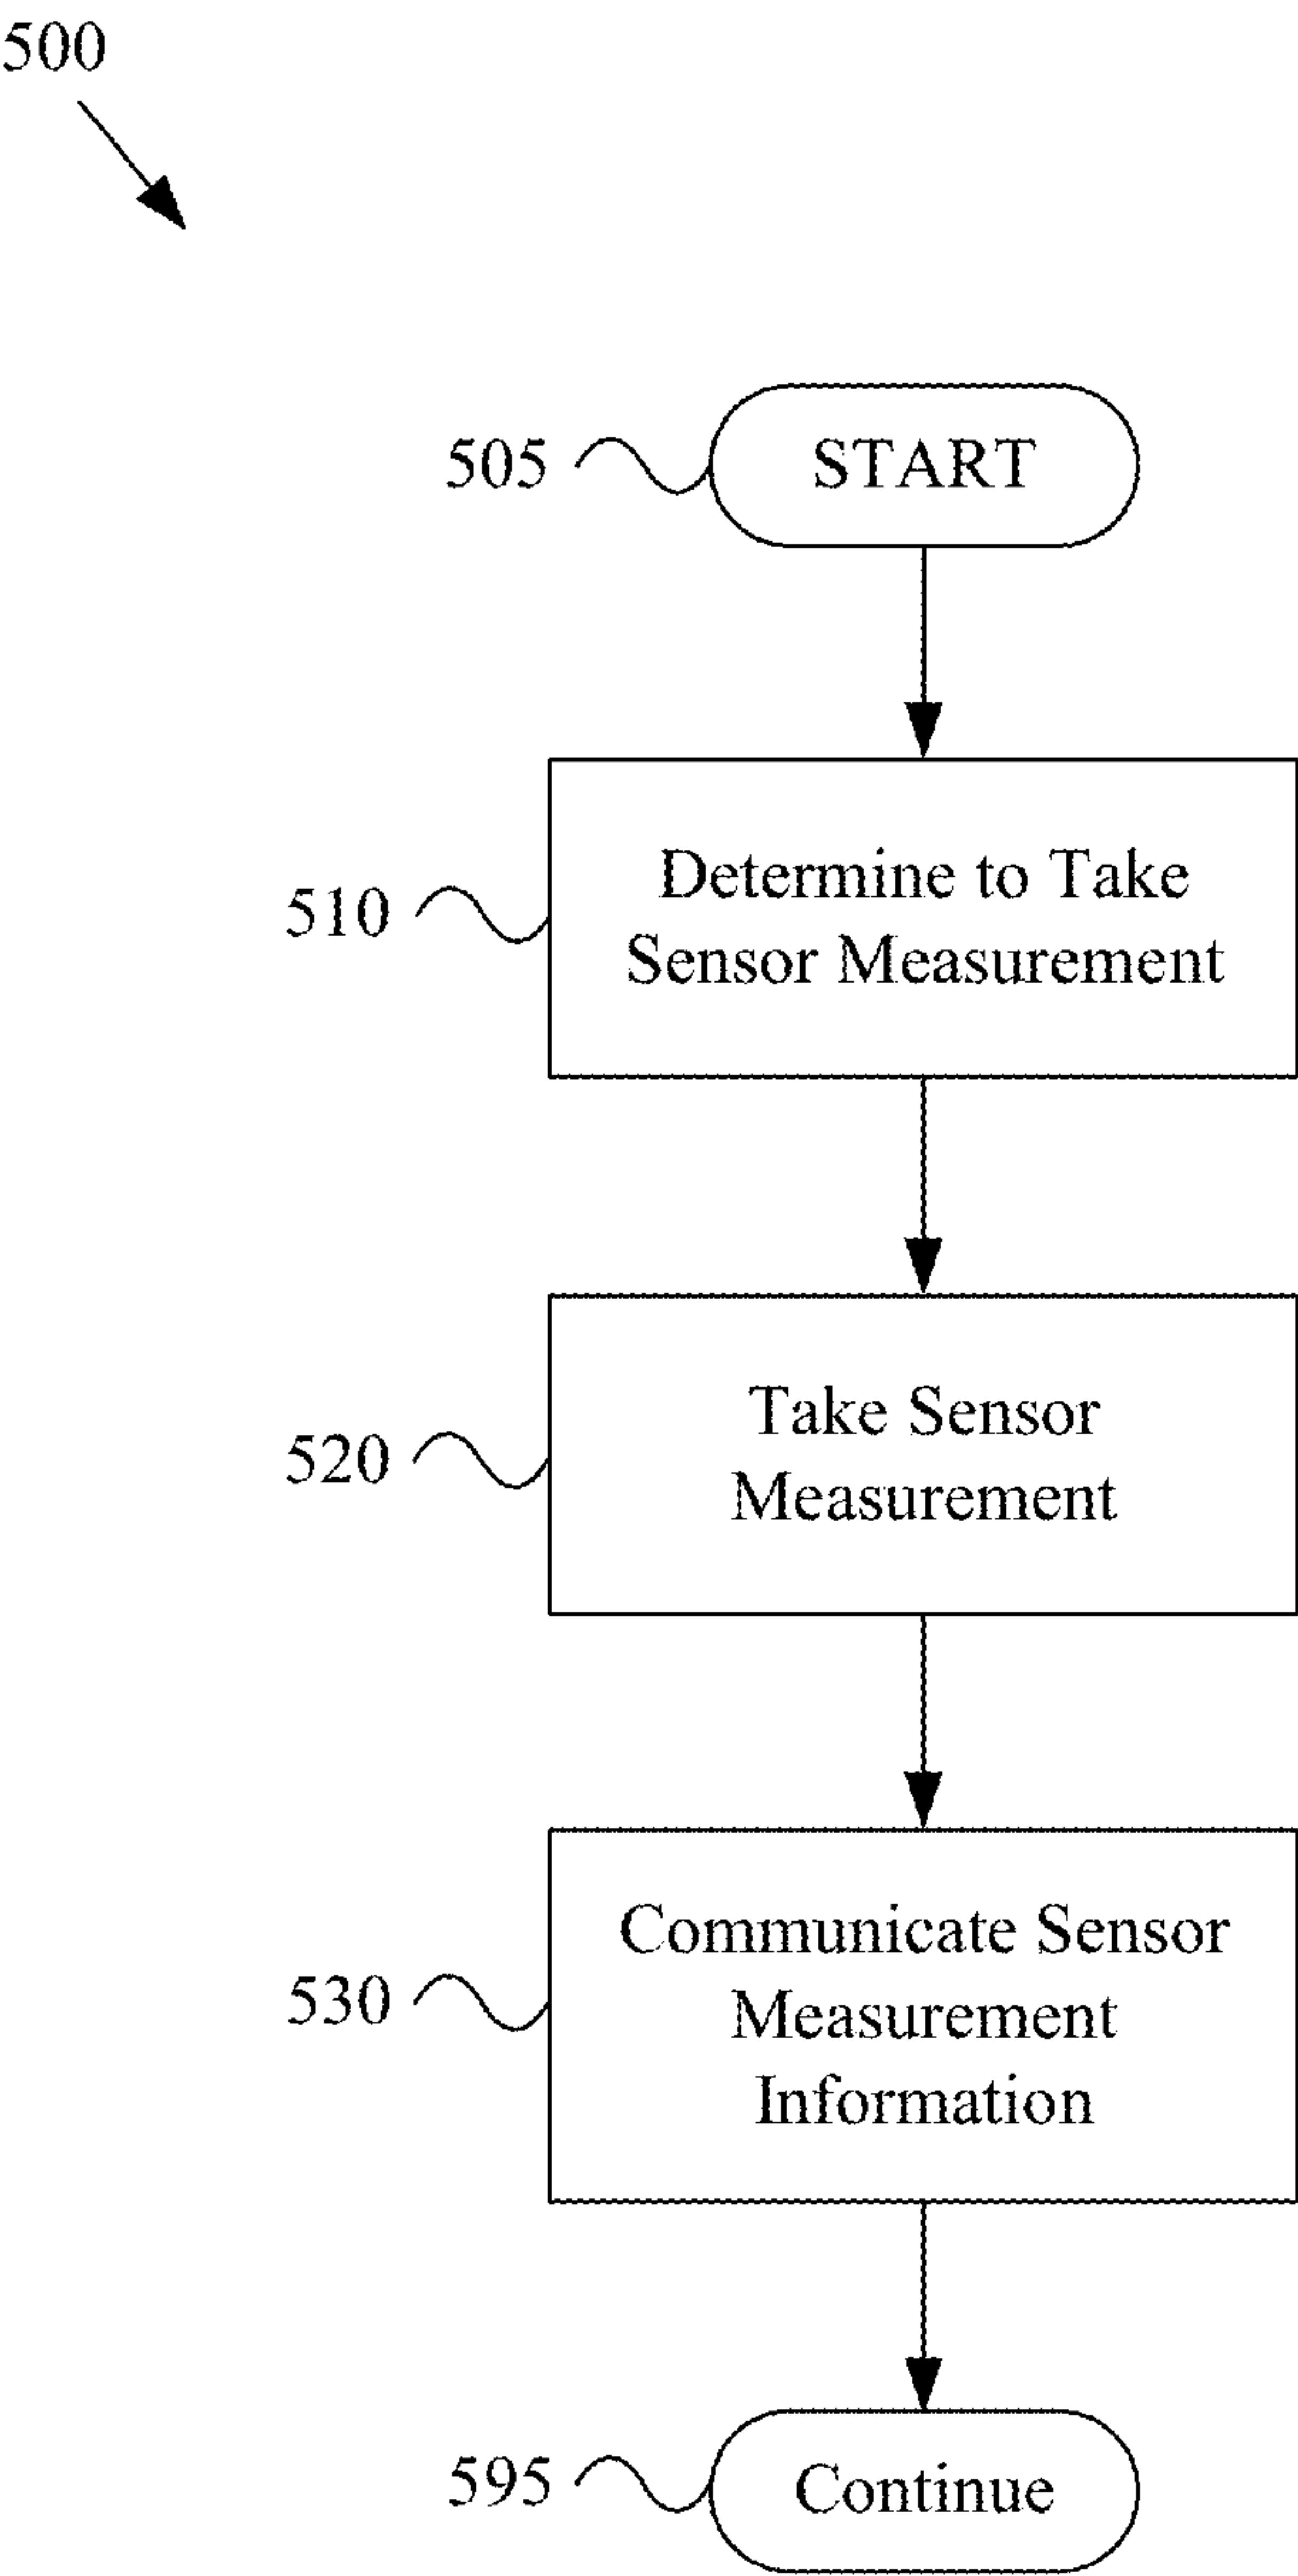 500
505
START
510
Determine to Take
Sensor Measurement
520
Take Sensor
Measurement
530
Communicate Sensor
Measurement
Information
595
Continue